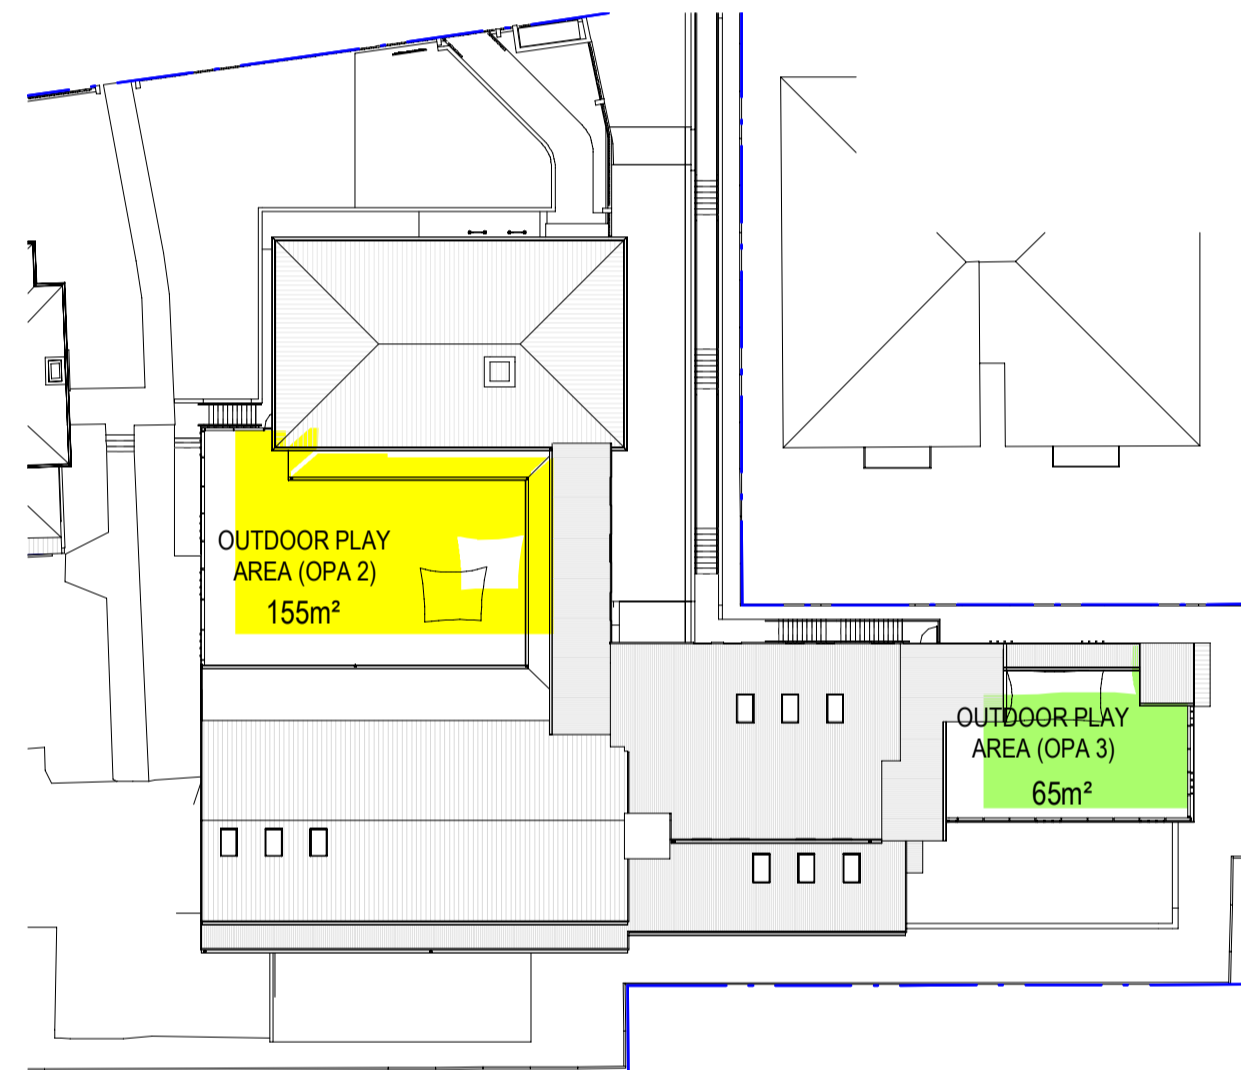 OUTDOOR PLAY
AREA (OPA 2)
155m²
OUTDOOR PLAY
AREA (OPA 3)
65m²